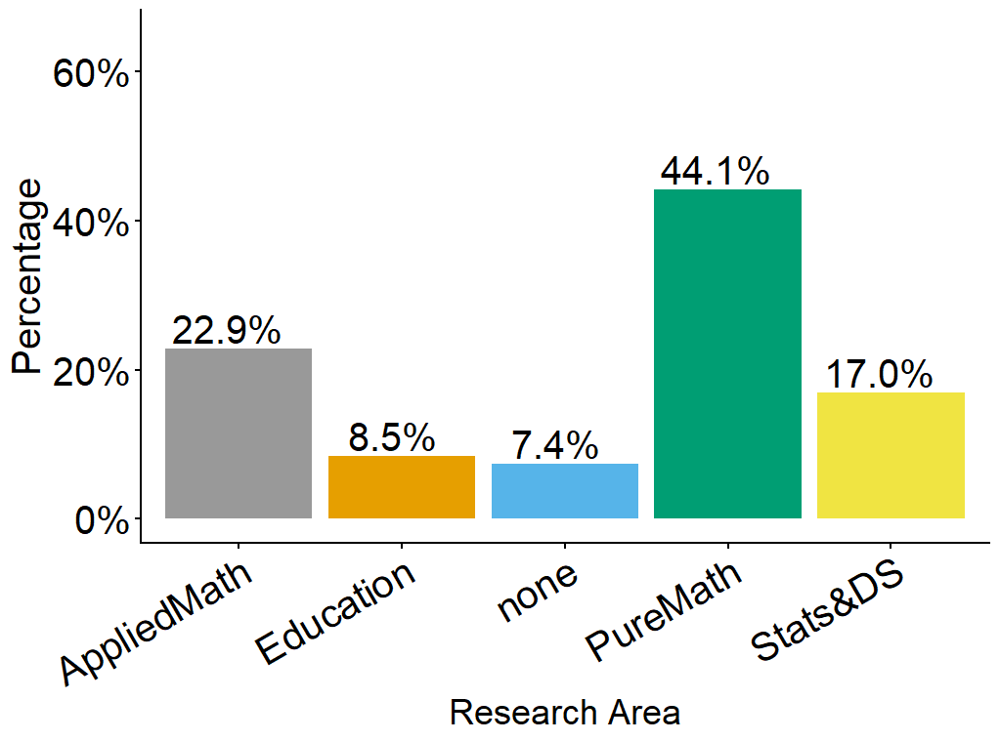 60%
40%
20%
0%
Percentage
22.9%
8.5%
7.4%
44.1%
17.0%
AppliedMath
Education
none
PureMath
Stats&DS
Research Area